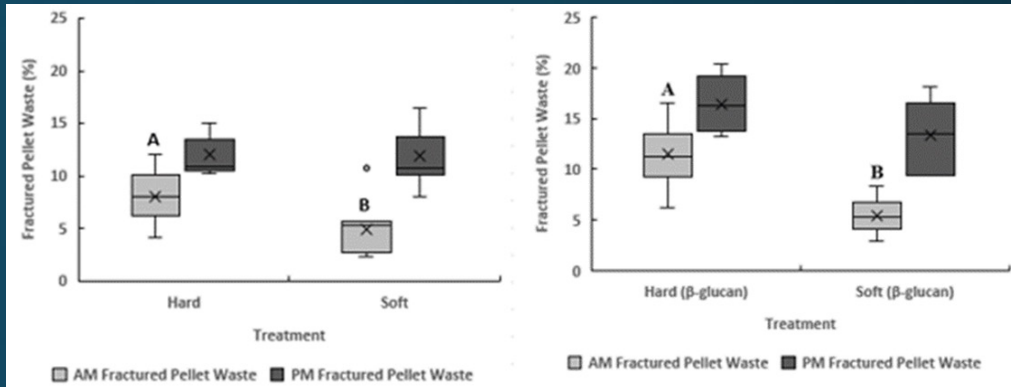 Fractured Pellet Waste (%)
25
20
15
10
5
0
A
B
Hard
Soft
Treatment
AM Fractured Pellet Waste
PM Fractured Pellet Waste
Fractured Pellet Waste (%)
25
20
15
10
5
0
A
B
Hard (β-glucan)
Soft (β-glucan)
Treatment
AM Fractured Pellet Waste
PM Fractured Pellet Waste